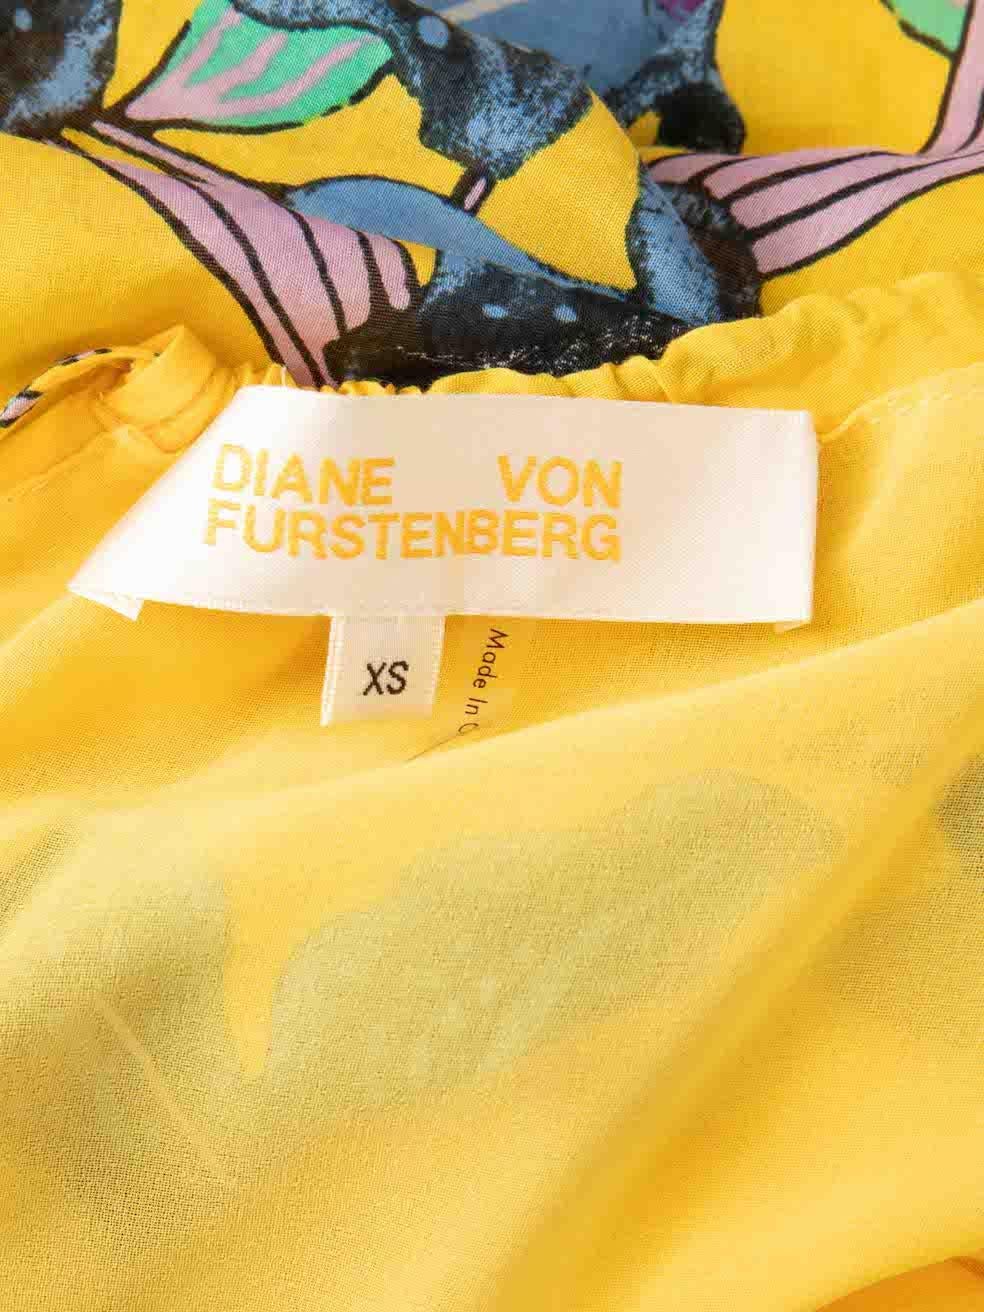 DIANE VON
FURSTENBERG
XS
Made In